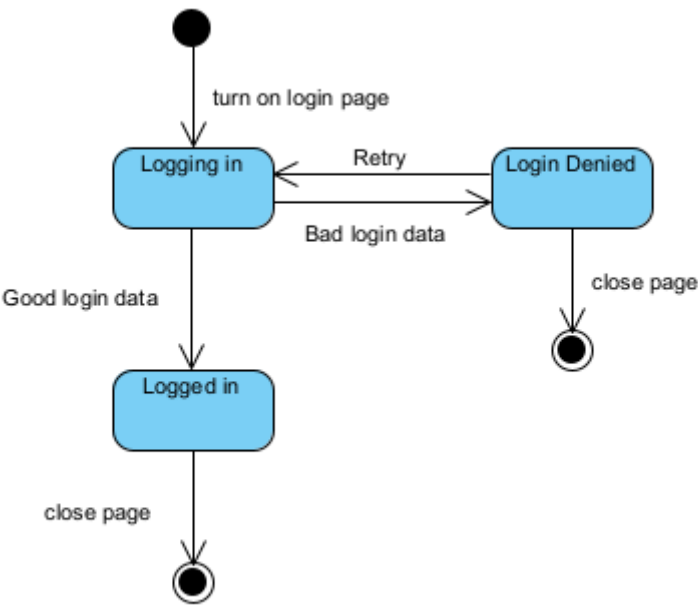 turn on login page
Logging in
Retry
Login Denied
Bad login data
close page
Good login data
Logged in
close page